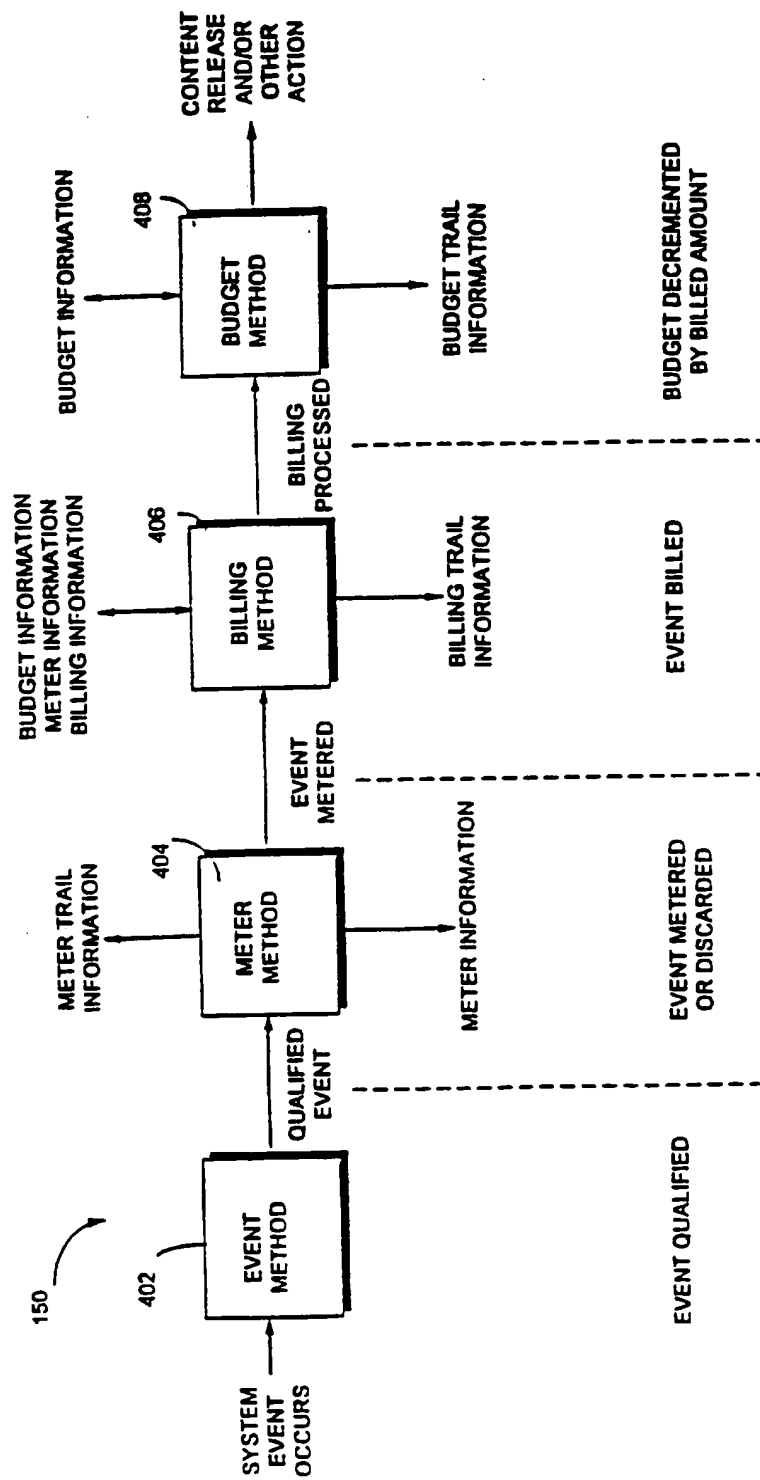 150
SYSTEM
EVENT
OCCURS
402
EVENT
METHOD
EVENT QUALIFIED
QUALIFIED
EVENT
METER TRAIL
INFORMATION
404
METER
METHOD
METER INFORMATION
EVENT METERED
OR DISCARDED
EVENT
METERED
BUDGET INFORMATION
METER INFORMATION
BILLING INFORMATION
406
BILLING
METHOD
BILLING TRAIL
INFORMATION
EVENT BILLED
BILLING
PROCESSED
BUDGET INFORMATION
408
BUDGET
METHOD
BUDGET TRAIL
INFORMATION
BUDGET DECREMENTED
BY BILLED AMOUNT
CONTENT
RELEASE
AND/OR
OTHER
ACTION